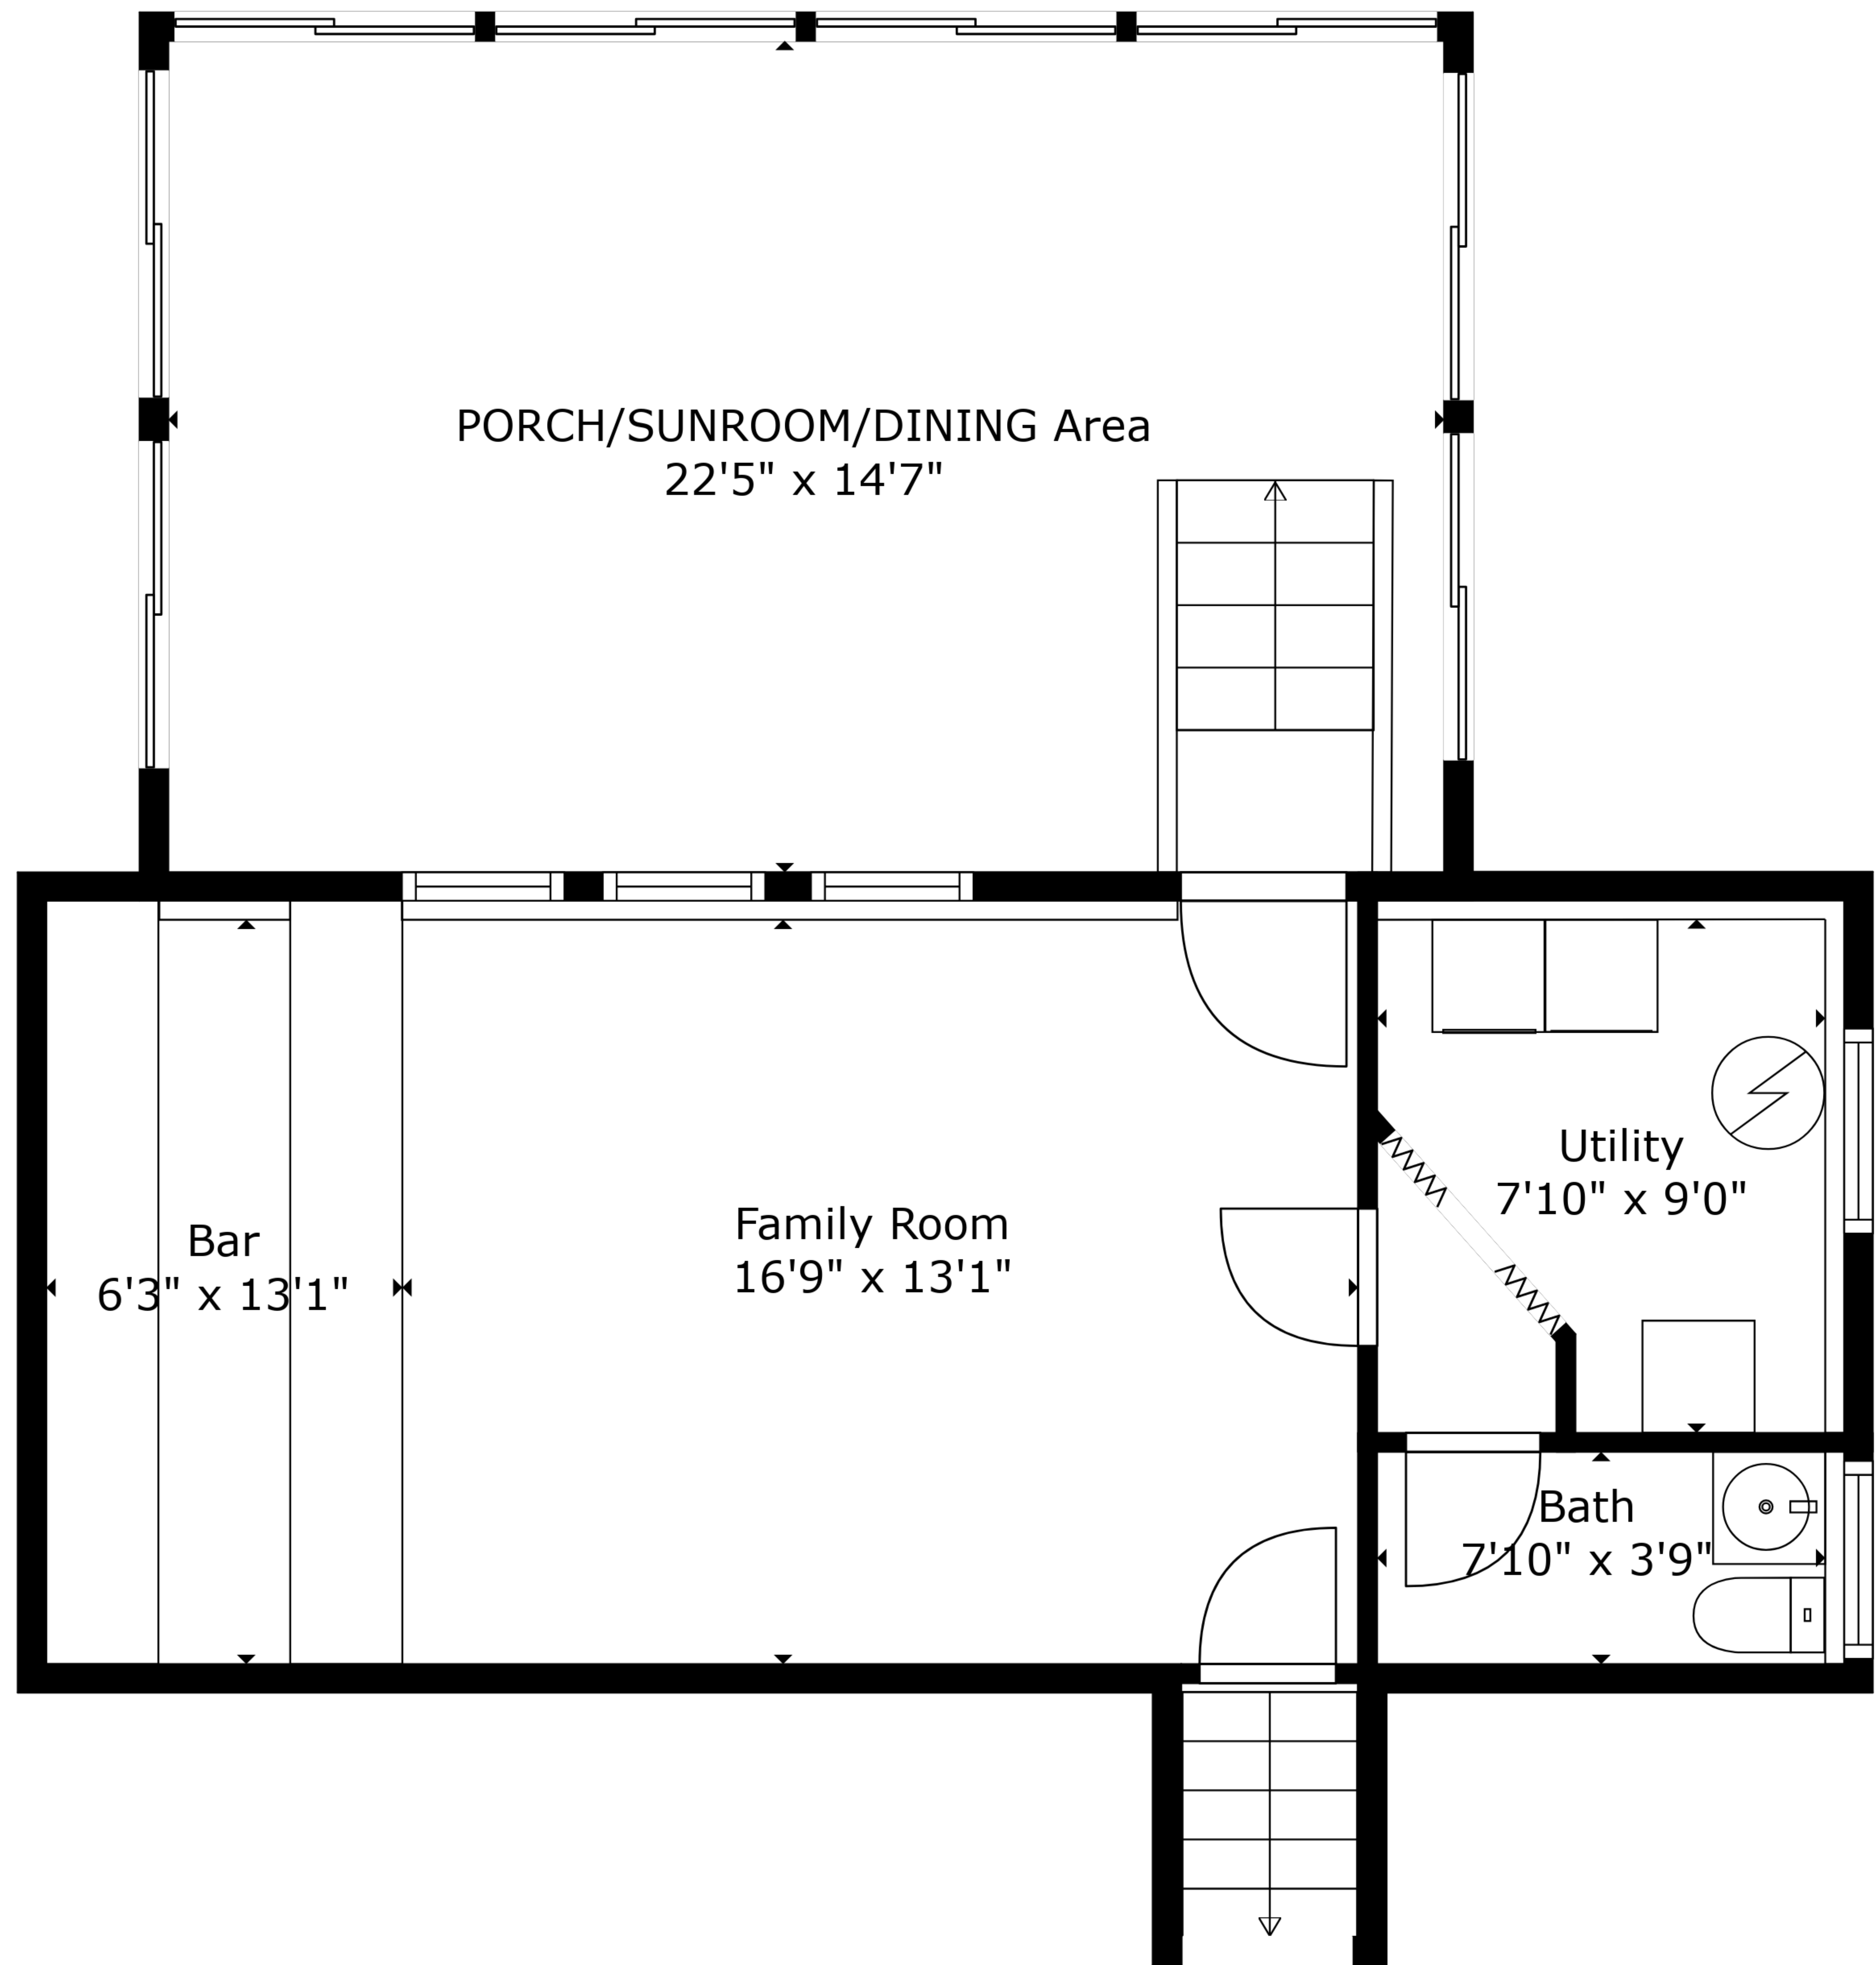 PORCH/SUNROOM/DINING Area
22'5" x 14'7"
Utility
7'10" x 9'0"
Family Room
16'9" x 13'1"
Bar
6'3" x 13'1"
Bath
7'10" x 3'9"